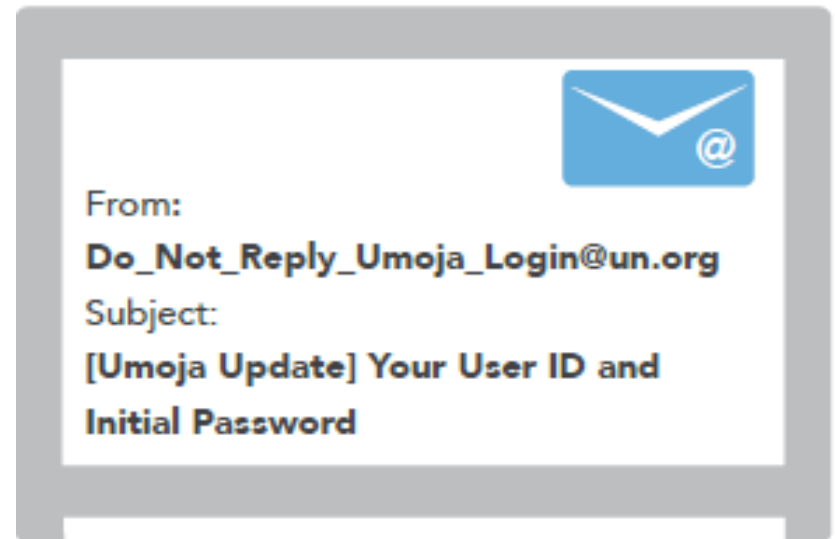 @
From:
Do_Not_Reply_Umoja_Login@un.org
Subject:
[Umoja Update] Your User ID and
Initial Password